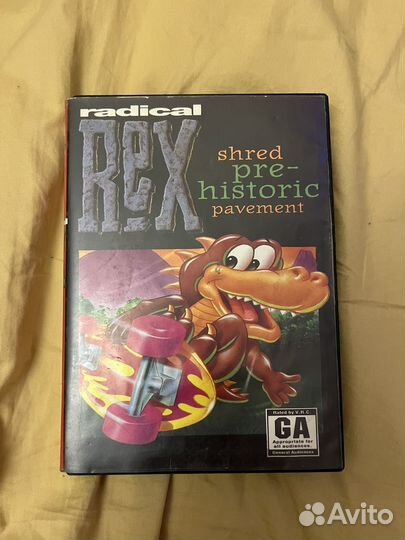 radical
ReX
shred
pre-
historic
pavement
Rated by V.R.C.
GA
Appropriate for
all audiences.
General Audiences
Avito